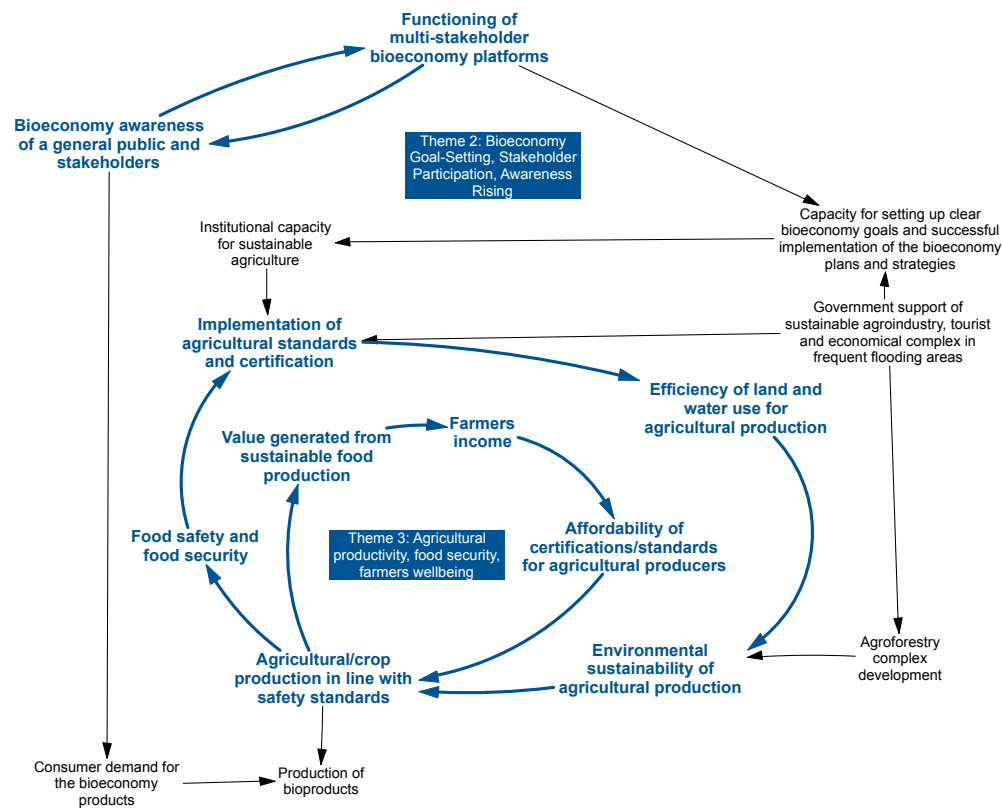 Functioning of
multi-stakeholder
bioeconomy platforms
Bioeconomy awareness
of a general public and
stakeholders
Theme 2: Bioeconomy
Goal-Setting, Stakeholder
Participation, Awareness
Rising
Institutional capacity
for sustainable
agriculture
Capacity for setting up clear
bioeconomy goals and successful
implementation of the bioeconomy
plans and strategies
Government support of
sustainable agroindustry, tourist
and economical complex in
frequent flooding areas
Implementation of
agricultural standards
and certification
Efficiency of land and
water use for
agricultural production
Value generated from
sustainable food
production
Farmers
income
Food safety and
food security
Theme 3: Agricultural
productivity, food security,
farmers wellbeing
Affordability of
certifications/standards
for agricultural producers
Agricultural/crop
production in line with
safety standards
Environmental
sustainability of
agricultural production
Agroforestry
complex
development
Consumer demand for
the bioeconomy
products
Production of
bioproducts